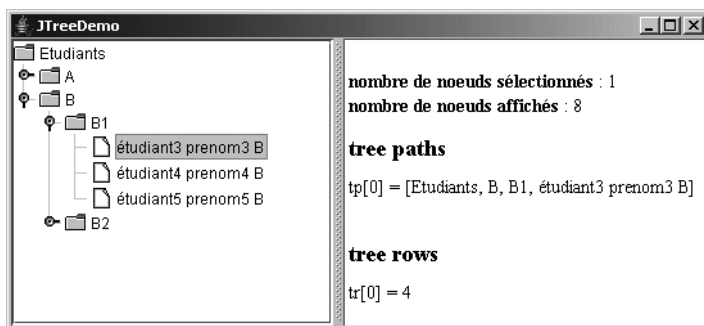 JTreeDemo
Etudiants
A
B
B1
étudiant3 prenom3 B
étudiant4 prenom4 B
étudiant5 prenom5 B
B2
nombre de noeuds sélectionnés : 1
nombre de noeuds affichés : 8
tree paths
tp[0] = [Etudiants, B, B1, étudiant3 prenom3 B]
tree rows
tr[0] = 4